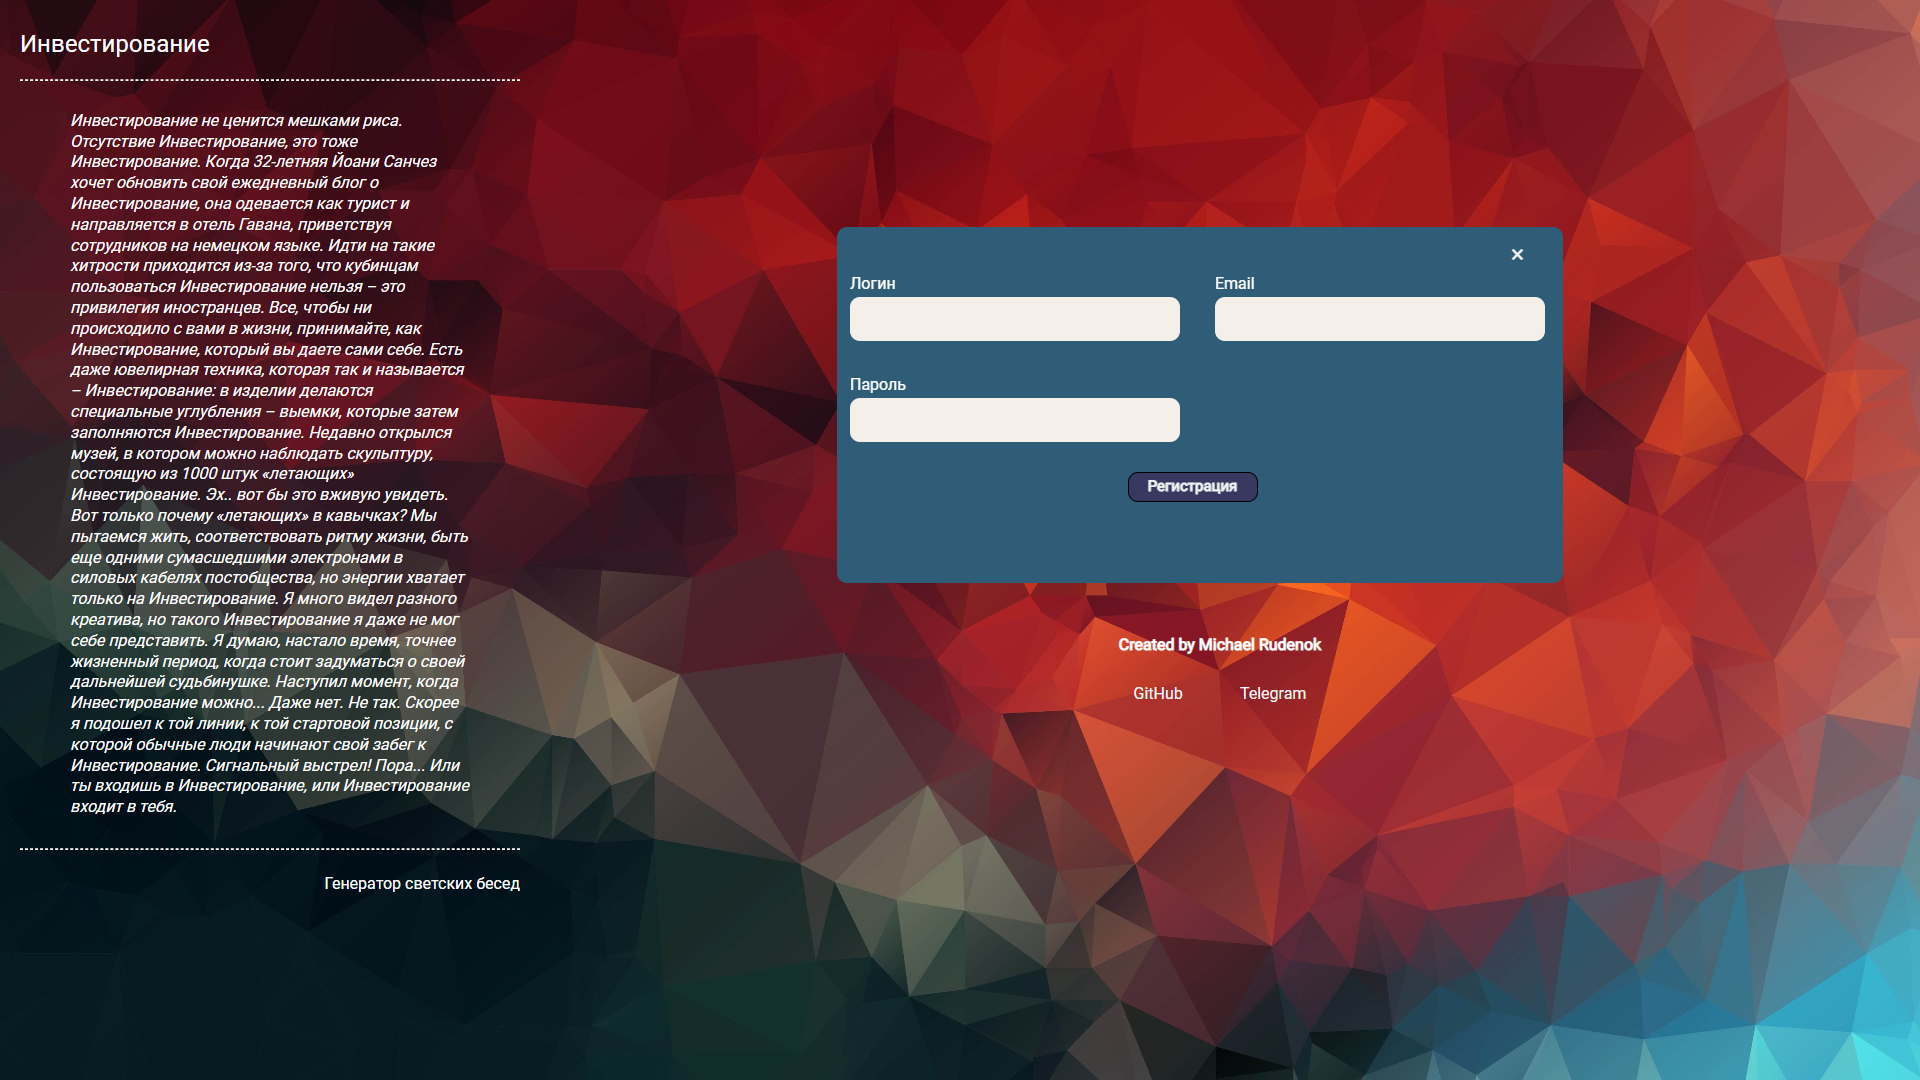 Инвестирование
Инвестирование не ценится мешками риса.
Отсутствие Инвестирование, это тоже
Инвестирование. Когда 32-летняя Йоани Санчез
хочет обновить свой ежедневный блог о
Инвестирование, она одевается как турист и
направляется в отель Гавана, приветствуя
сотрудников на немецком языке. Идти на такие
хитрости приходится из-за того, что кубинцам
пользоваться Инвестирование нельзя – это
привилегия иностранцев. Все, чтобы ни
происходило с вами в жизни, принимайте, как
Инвестирование, который вы даете сами себе. Есть
даже ювелирная техника, которая так и называется
– Инвестирование: в изделии делаются
специальные углубления – выемки, которые затем
заполняются Инвестирование. Недавно открылся
музей, в котором можно наблюдать скульптуру,
состоящую из 1000 штук «летающих»
Инвестирование. Эх.. вот бы это вживую увидеть.
Вот только почему «летающих» в кавычках? Мы
пытаемся жить, соответствовать ритму жизни, быть
еще одними сумасшедшими электронами в
силовых кабелях постобщества, но энергии хватает
только на Инвестирование. Я много видел разного
креатива, но такого Инвестирование я даже не мог
себе представить. Я думаю, настало время, точнее
жизненный период, когда стоит задуматься о своей
дальнейшей судьбинушке. Наступил момент, когда
Инвестирование можно... Даже нет. Не так. Скорее
я подошел к той линии, к той стартовой позиции, с
которой обычные люди начинают свой забег к
Инвестирование. Сигнальный выстрел! Пора... Или
ты входишь в Инвестирование, или Инвестирование
входит в тебя.
Генератор светских бесед
×
Логин
Email
Пароль
Регистрация
Created by Michael Rudenok
GitHub
Telegram